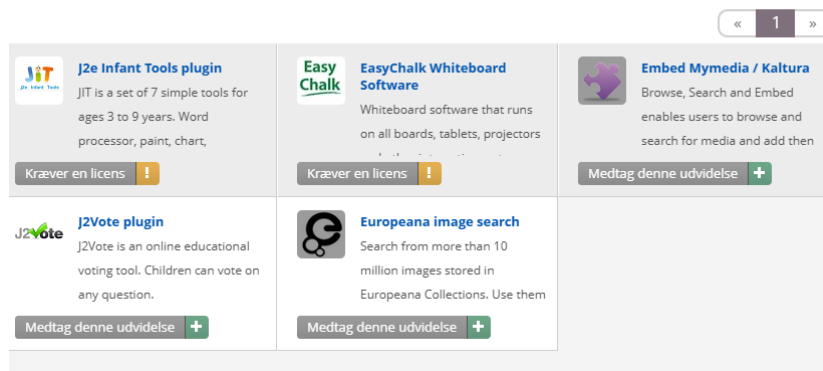 « 1 »
JiT
J2e Infant Tools
J2e Infant Tools plugin
JIT is a set of 7 simple tools for
ages 3 to 9 years. Word
processor, paint, chart,
Kræver en licens !
Easy
Chalk
EasyChalk Whiteboard
Software
Whiteboard software that runs
on all boards, tablets, projectors
Kræver en licens !
Embed Mymedia / Kaltura
Browse, Search and Embed
enables users to browse and
search for media and add then
Medtag denne udvidelse +
J2Vote
J2Vote plugin
J2Vote is an online educational
voting tool. Children can vote on
any question.
Medtag denne udvidelse +
Europeana image search
Search from more than 10
million images stored in
Europeana Collections. Use them
Medtag denne udvidelse +